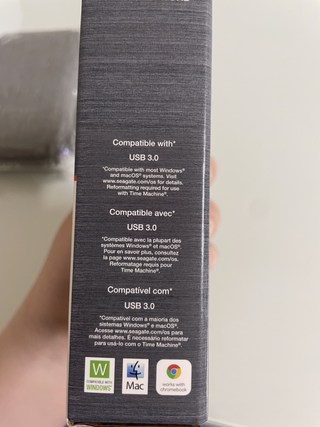 Compatible with*
USB 3.0
*Compatible with most Windows®
and macOS® systems. Visit
www.seagate.com/os for details.
Reformatting required for use
with Time Machine®.
Compatible avec*
USB 3.0
*Compatible avec la plupart des
systèmes Windows® et macOS®.
Pour en savoir plus, consultez
la page www.seagate.com/os.
Reformatage requis pour
Time Machine®.
Compatível com*
USB 3.0
*Compatível com a maioria dos
sistemas Windows® e macOS®.
Acesse www.seagate.com/os para
mais detalhes. É necessário reformatar
para usá-lo com o Time Machine®.
W
COMPATIBLE WITH
WINDOWS
Mac
works with
chromebook